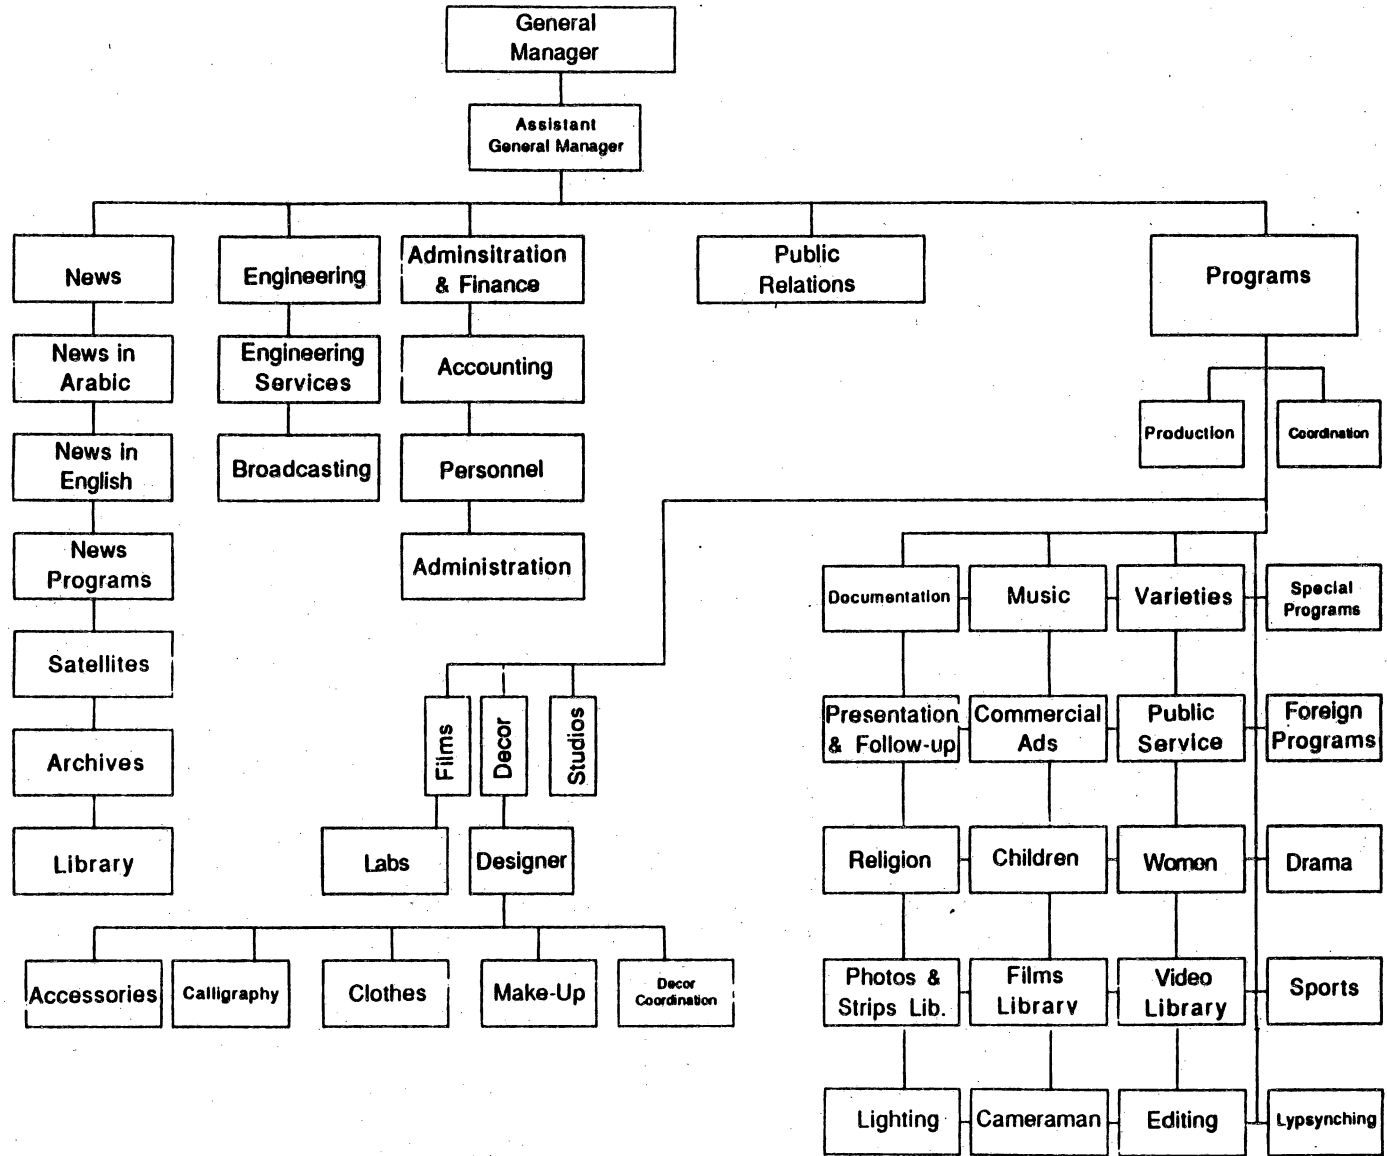 General
Manager
Assistant
General Manager
News
Engineering
Adminsitration
& Finance
Public
Relations
Programs
News in
Arabic
Engineering
Services
Accounting
Production
Coordination
News in
English
Broadcasting
Personnel
News
Programs
Administration
Documentation
Music
Varieties
Special
Programs
Satellites
Films
Decor
Studios
Presentation
& Follow-up
Commercial
Ads
Public
Service
Foreign
Programs
Archives
Library
Labs
Designer
Religion
Children
Women
Drama
Accessories
Calligraphy
Clothes
Make-Up
Decor
Coordination
Photos &
Strips Lib.
Films
Library
Video
Library
Sports
Lighting
Cameraman
Editing
Lypsynching